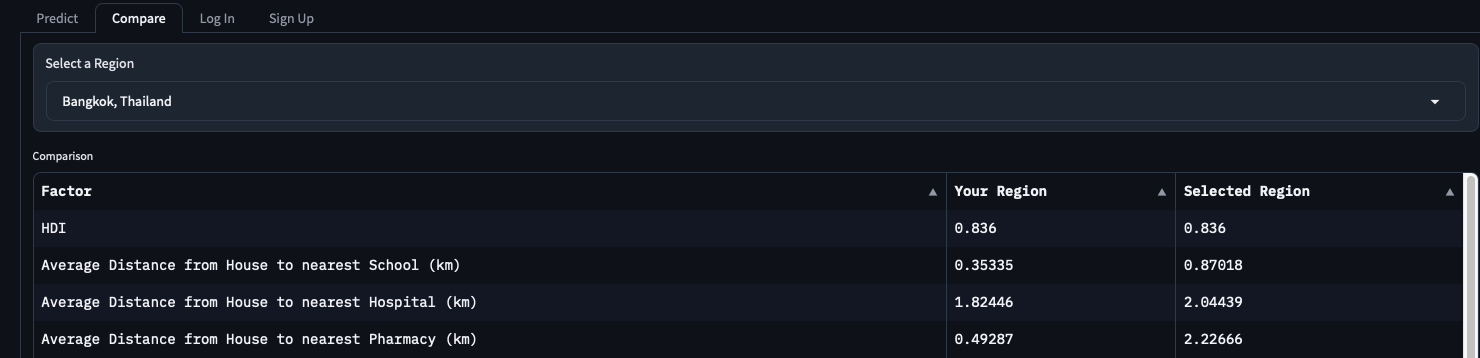 Predict Compare Log In Sign Up
Select a Region
Bangkok, Thailand
Comparison
Factor Your Region Selected Region
HDI 0.836 0.836
Average Distance from House to nearest School (km) 0.35335 0.87018
Average Distance from House to nearest Hospital (km) 1.82446 2.04439
Average Distance from House to nearest Pharmacy (km) 0.49287 2.22666